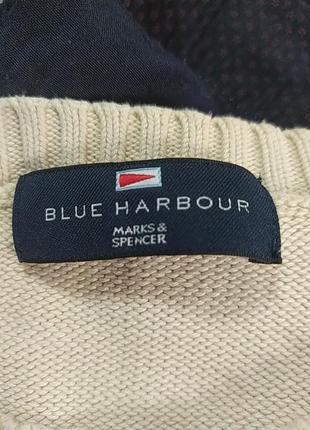 BLUE HARBOUR
MARKS &
SPENCER